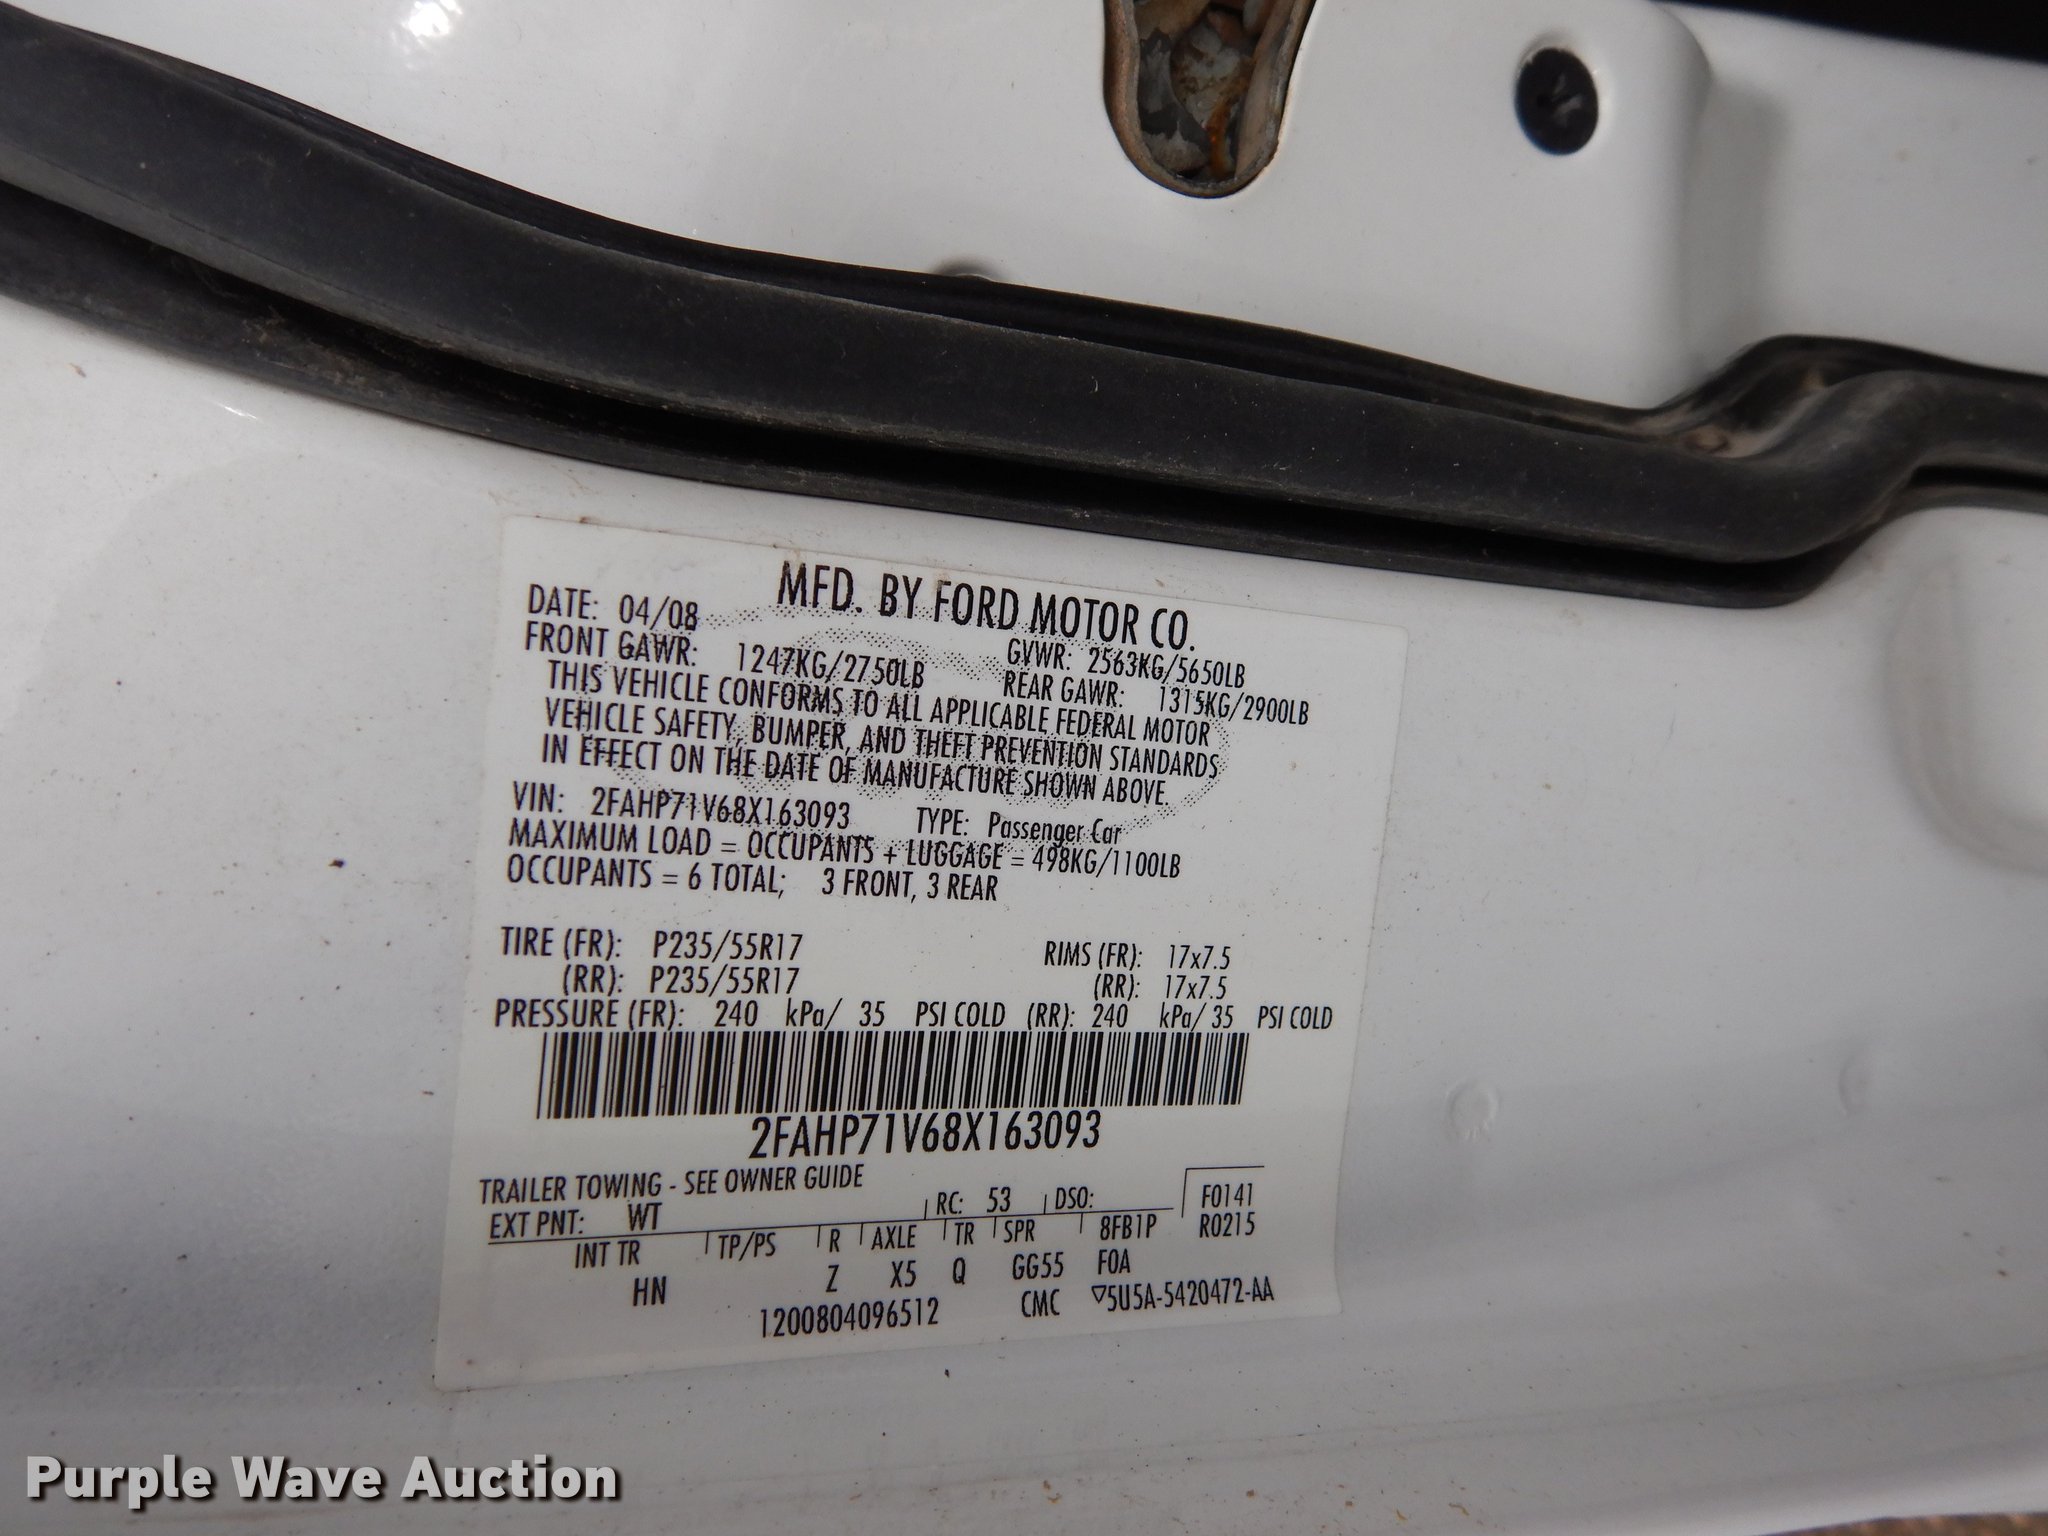 MFD. BY FORD MOTOR CO.
DATE: 04/08
GVWR: 2563KG/5650LB
FRONT GAWR: 1247KG/2750LB
REAR GAWR: 1315KG/2900LB
THIS VEHICLE CONFORMS TO ALL APPLICABLE FEDERAL MOTOR
VEHICLE SAFETY, BUMPER, AND THEFT PREVENTION STANDARDS
IN EFFECT ON THE DATE OF MANUFACTURE SHOWN ABOVE.
VIN: 2FAHP71V68X163093 TYPE: Passenger Car
MAXIMUM LOAD = OCCUPANTS + LUGGAGE = 498KG/1100LB
OCCUPANTS = 6 TOTAL; 3 FRONT, 3 REAR
TIRE (FR): P235/55R17 RIMS (FR): 17x7.5
(RR): P235/55R17 (RR): 17x7.5
PRESSURE (FR): 240 kPa/ 35 PSI COLD (RR): 240 kPa/ 35 PSI COLD
2FAHP71V68X163093
TRAILER TOWING - SEE OWNER GUIDE
EXT PNT: WT RC: 53 DSO: F0141
INT TR TP/PS R AXLE TR SPR 8FB1P R0215
HN Z X5 Q GG55 F0A
1200804096512 CMC ▽5U5A-5420472-AA
Purple Wave Auction